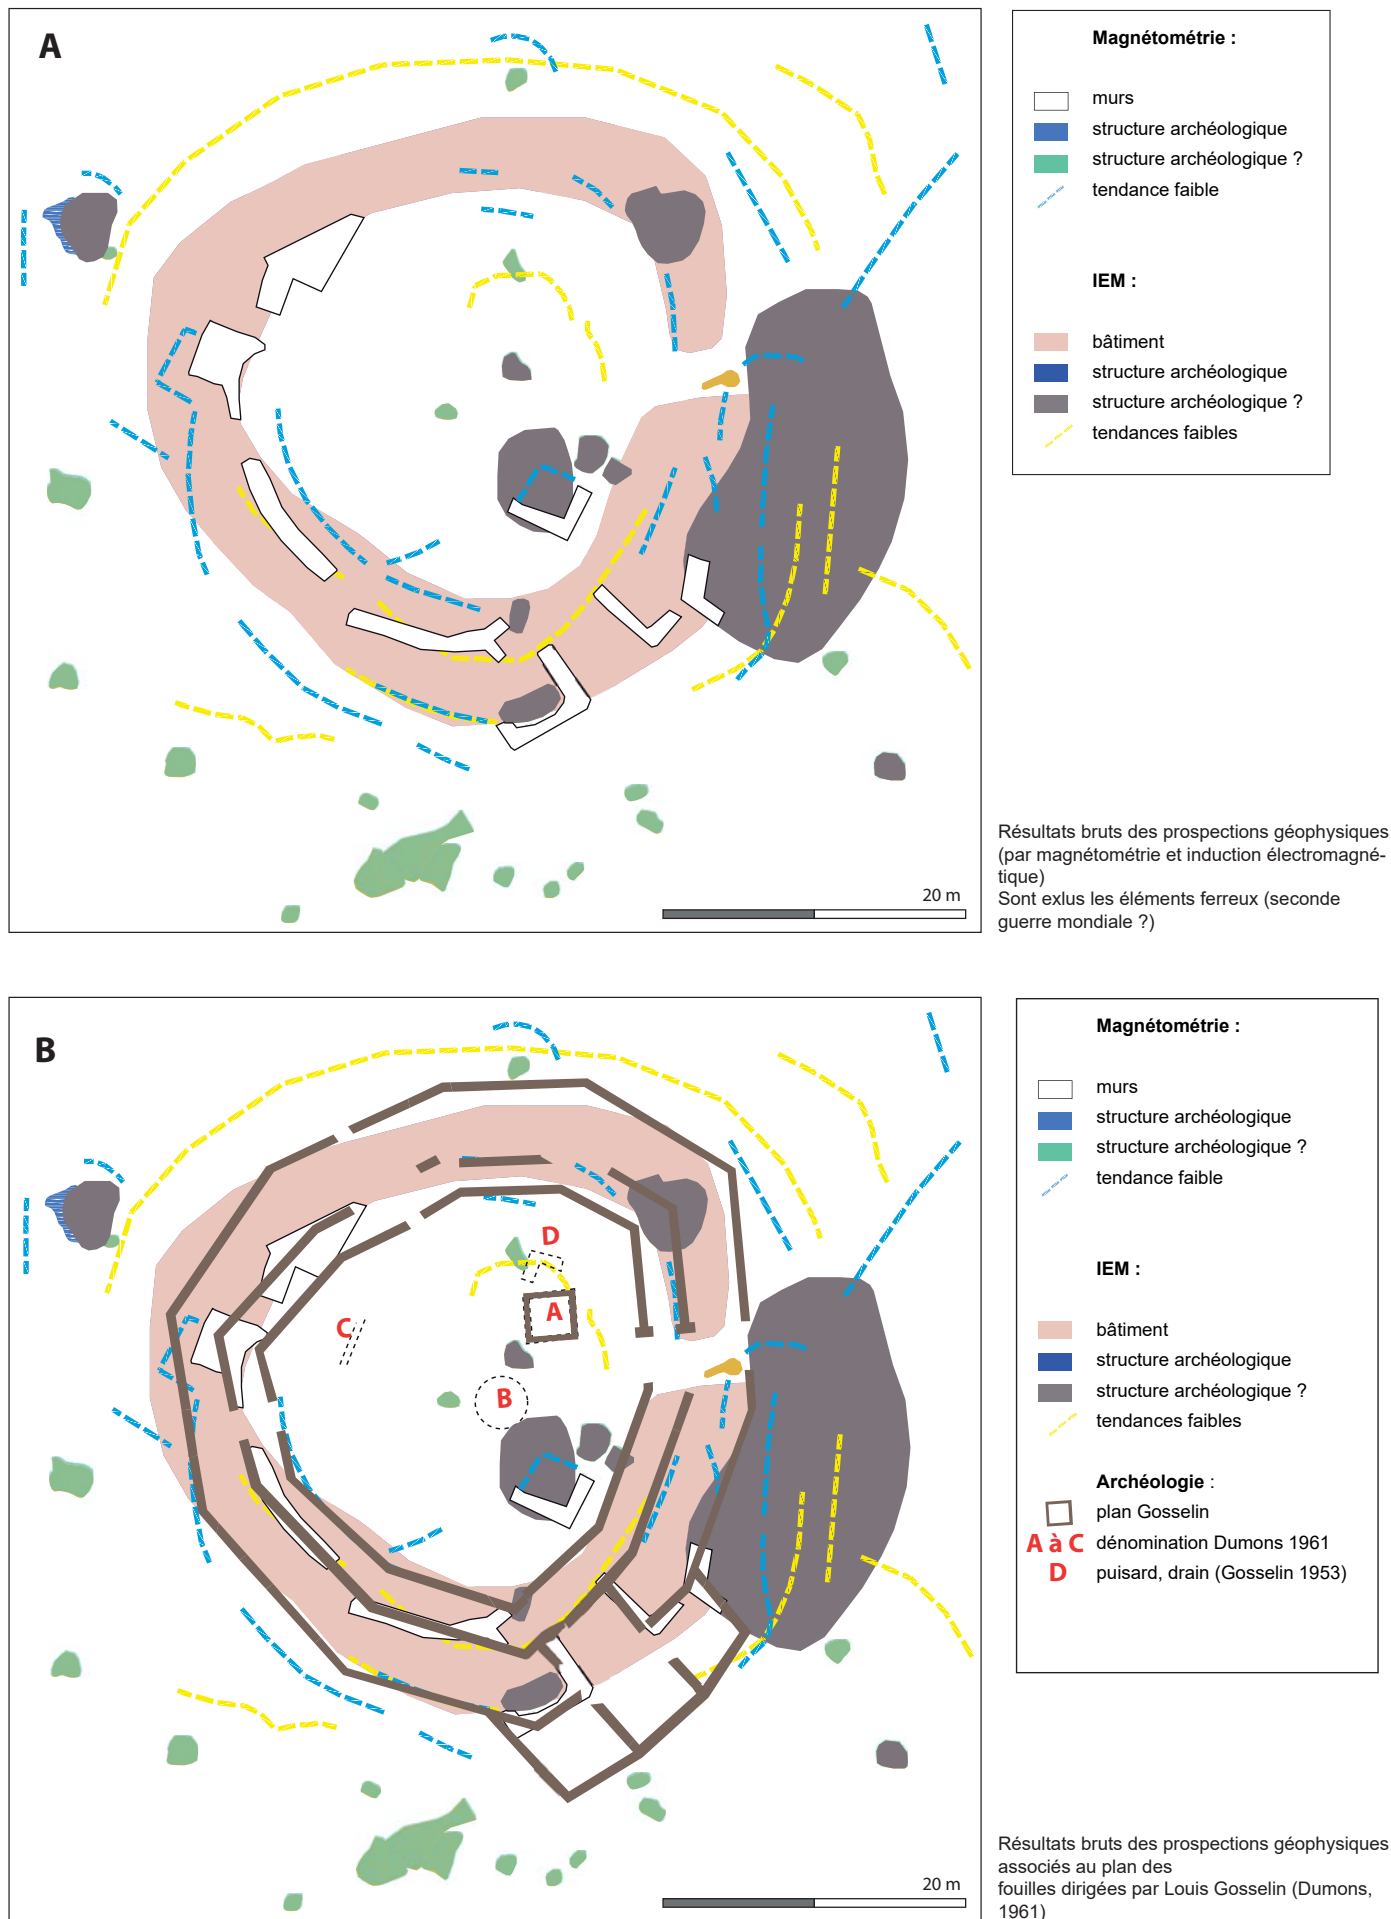 A
Magnétométrie :
murs
structure archéologique
structure archéologique ?
tendance faible
IEM :
bâtiment
structure archéologique
structure archéologique ?
tendances faibles
20 m
Résultats bruts des prospections géophysiques
(par magnétométrie et induction électromagné-
tique)
Sont exlus les éléments ferreux (seconde
guerre mondiale ?)
B
D
A
C
B
20 m
Magnétométrie :
murs
structure archéologique
structure archéologique ?
tendance faible
IEM :
bâtiment
structure archéologique
structure archéologique ?
tendances faibles
Archéologie :
plan Gosselin
A à C dénomination Dumons 1961
D puisard, drain (Gosselin 1953)
Résultats bruts des prospections géophysiques
associés au plan des
fouilles dirigées par Louis Gosselin (Dumons,
1961)